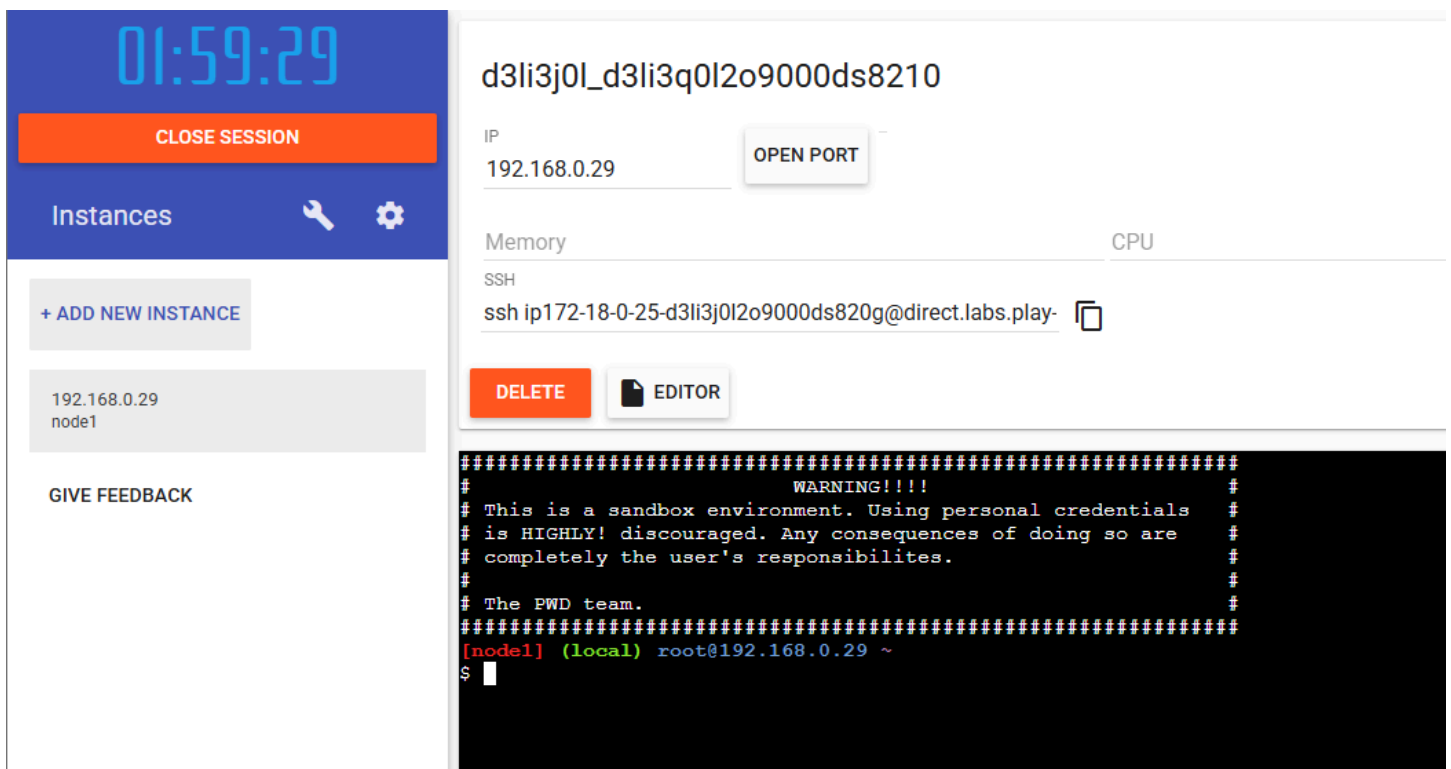 01:59:29
CLOSE SESSION
Instances
+ ADD NEW INSTANCE
192.168.0.29
node1
GIVE FEEDBACK
d3li3j0l_d3li3q0l2o9000ds8210
IP
192.168.0.29
OPEN PORT
Memory
CPU
SSH
ssh ip172-18-0-25-d3li3j0l2o9000ds820g@direct.labs.play-
DELETE
EDITOR
###############################################################
# WARNING!!!! #
# This is a sandbox environment. Using personal credentials #
# is HIGHLY! discouraged. Any consequences of doing so are #
# completely the user's responsibilites. #
# #
# The PWD team. #
###############################################################
[node1] (local) root@192.168.0.29 ~
$